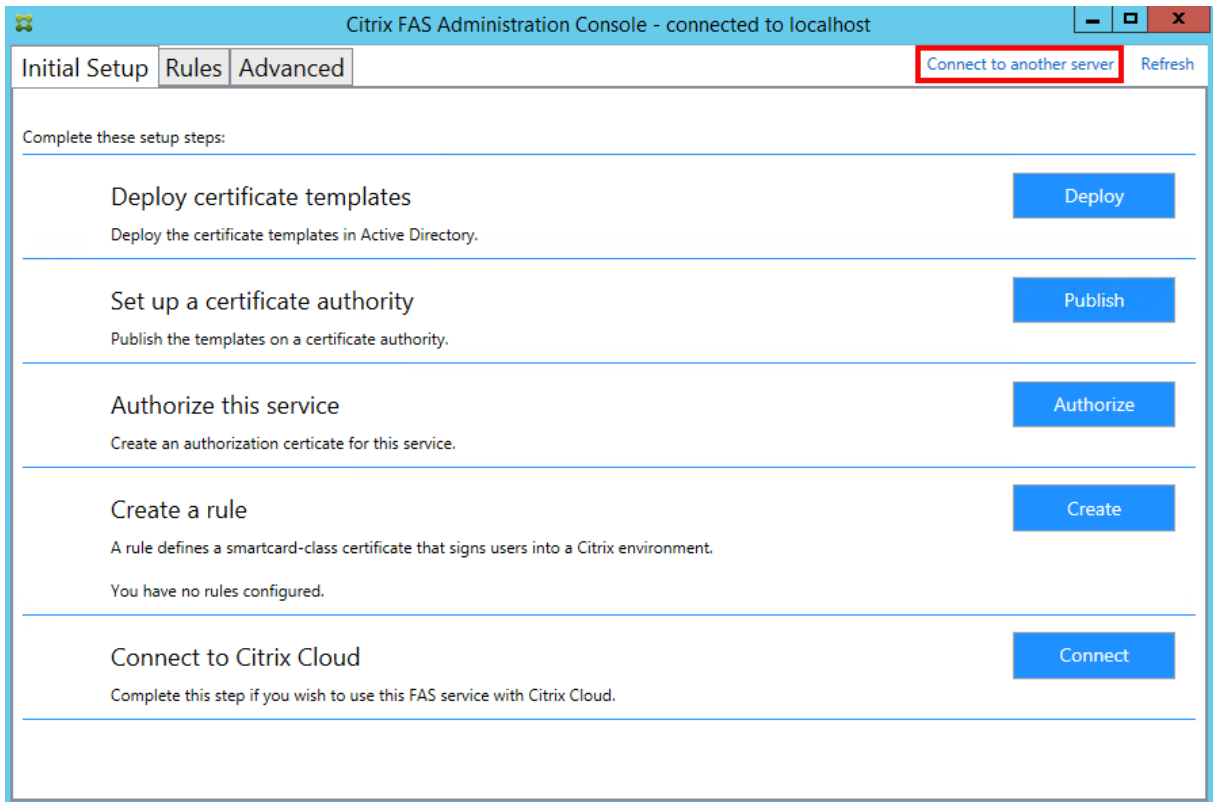 Citrix FAS Administration Console - connected to localhost
Initial Setup Rules Advanced Connect to another server Refresh
Complete these setup steps:
Deploy certificate templates
Deploy
Deploy the certificate templates in Active Directory.
Set up a certificate authority
Publish
Publish the templates on a certificate authority.
Authorize this service
Authorize
Create an authorization certicate for this service.
Create a rule
Create
A rule defines a smartcard-class certificate that signs users into a Citrix environment.
You have no rules configured.
Connect to Citrix Cloud
Connect
Complete this step if you wish to use this FAS service with Citrix Cloud.